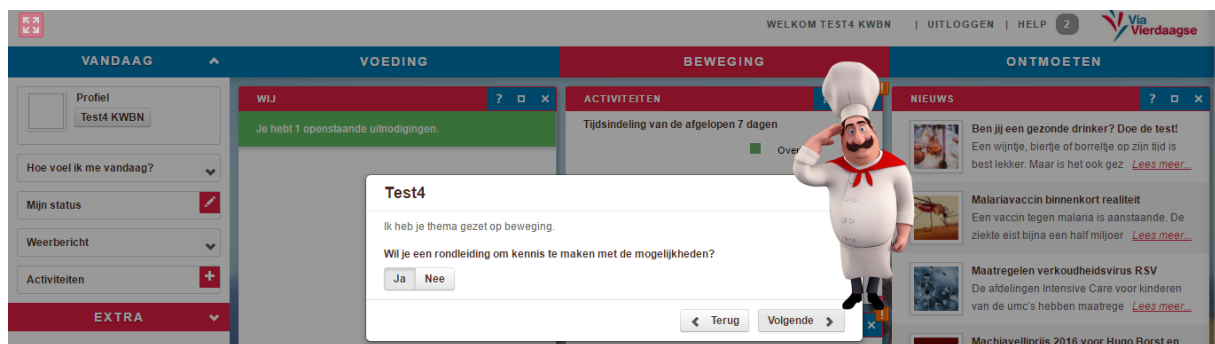 WELKOM TEST4 KWBN | UITLOGGEN | HELP 2
Via
Vierdaagse
VANDAAG
VOEDING
BEWEGING
ONTMOETEN
Profiel
Test4 KWBN
Hoe voel ik me vandaag?
Mijn status
Weerbericht
Activiteiten
EXTRA
WIJ ?
Je hebt 1 openstaande uitnodigingen.
ACTIVITEITEN
Tijdsindeling van de afgelopen 7 dagen
Test4
Ik heb je thema gezet op beweging.
Wil je een rondleiding om kennis te maken met de mogelijkheden?
Ja Nee
Terug Volgende
NIEUWS ?
Ben jij een gezonde drinker? Doe de test!
Een wijntje, biertje of borreltje op zijn tijd is
best lekker. Maar is het ook gez Lees meer...
Malariavaccin binnenkort realiteit
Een vaccin tegen malaria is aanstaande. De
ziekte eist bijna een half miljoer Lees meer...
Maatregelen verkoudheidsvirus RSV
De afdelingen Intensive Care voor kinderen
van de umc's hebben maatrege Lees meer...
Machiavelliprijs 2016 voor Hugo Borst en